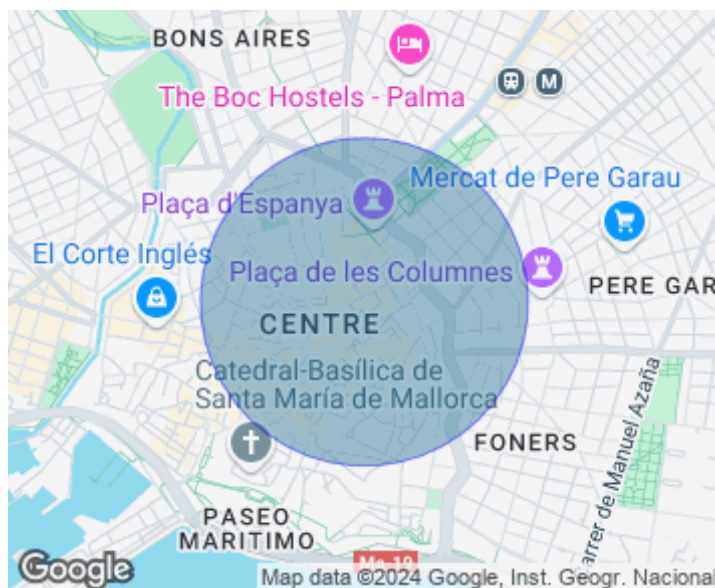 BONS AIRES
The Boc Hostels - Palma
M
Mercat de Pere Garau
Plaça d'Espanya
El Corte Inglés
Plaça de les Columnes
PERE GAR
CENTRE
Catedral-Basílica de
Santa María de Mallorca
FONERS
arrer de Manuel Azaña
PASEO
MARITIMO
Ma-19
Google
Map data ©2024 Google, Inst. Geogr. Nacional